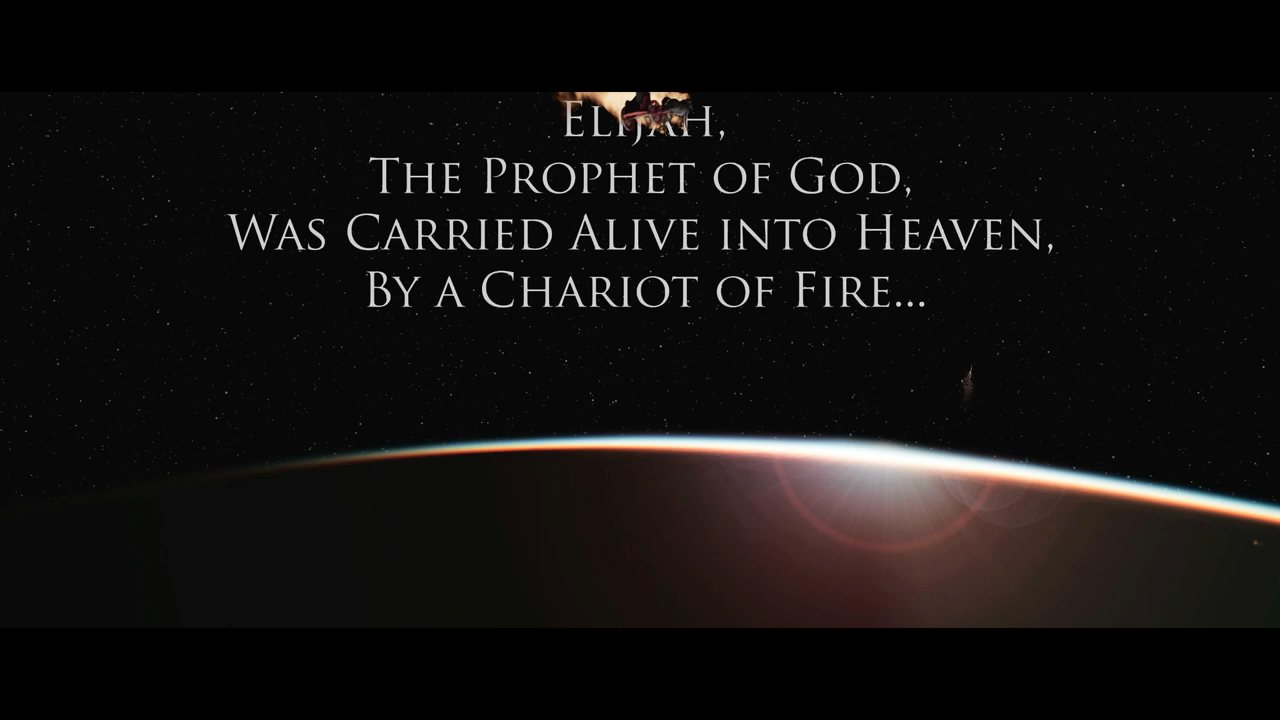 Elijah,
The Prophet of God,
Was Carried Alive into Heaven,
By a Chariot of Fire...